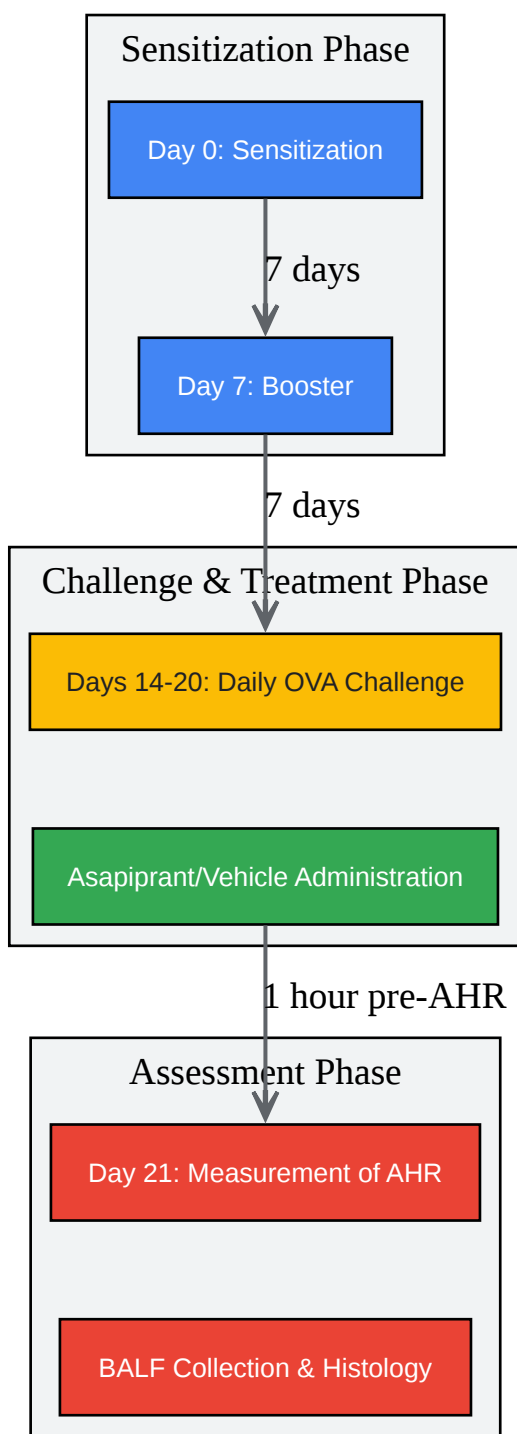 Sensitization Phase
Day 0: Sensitization
7 days
Day 7: Booster
7 days
Challenge & Treatment Phase
Days 14-20: Daily OVA Challenge
Asapiprant/Vehicle Administration
1 hour pre-AHR
Assessment Phase
Day 21: Measurement of AHR
BALF Collection & Histology